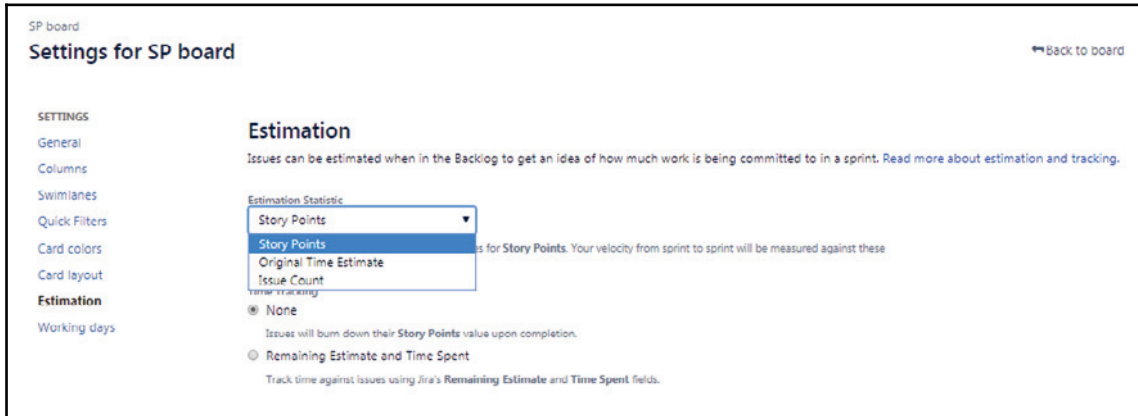 SP board
Settings for SP board
Back to board
SETTINGS
General
Columns
Swimlanes
Quick Filters
Card colors
Card layout
Estimation
Working days
Estimation
Issues can be estimated when in the Backlog to get an idea of how much work is being committed to in a sprint. Read more about estimation and tracking.
Estimation Statistic
Story Points
Story Points
Original Time Estimate
Issue Count
for Story Points. Your velocity from sprint to sprint will be measured against these
Time Tracking
None
Issues will burn down their Story Points value upon completion.
Remaining Estimate and Time Spent
Track time against issues using Jira's Remaining Estimate and Time Spent fields.